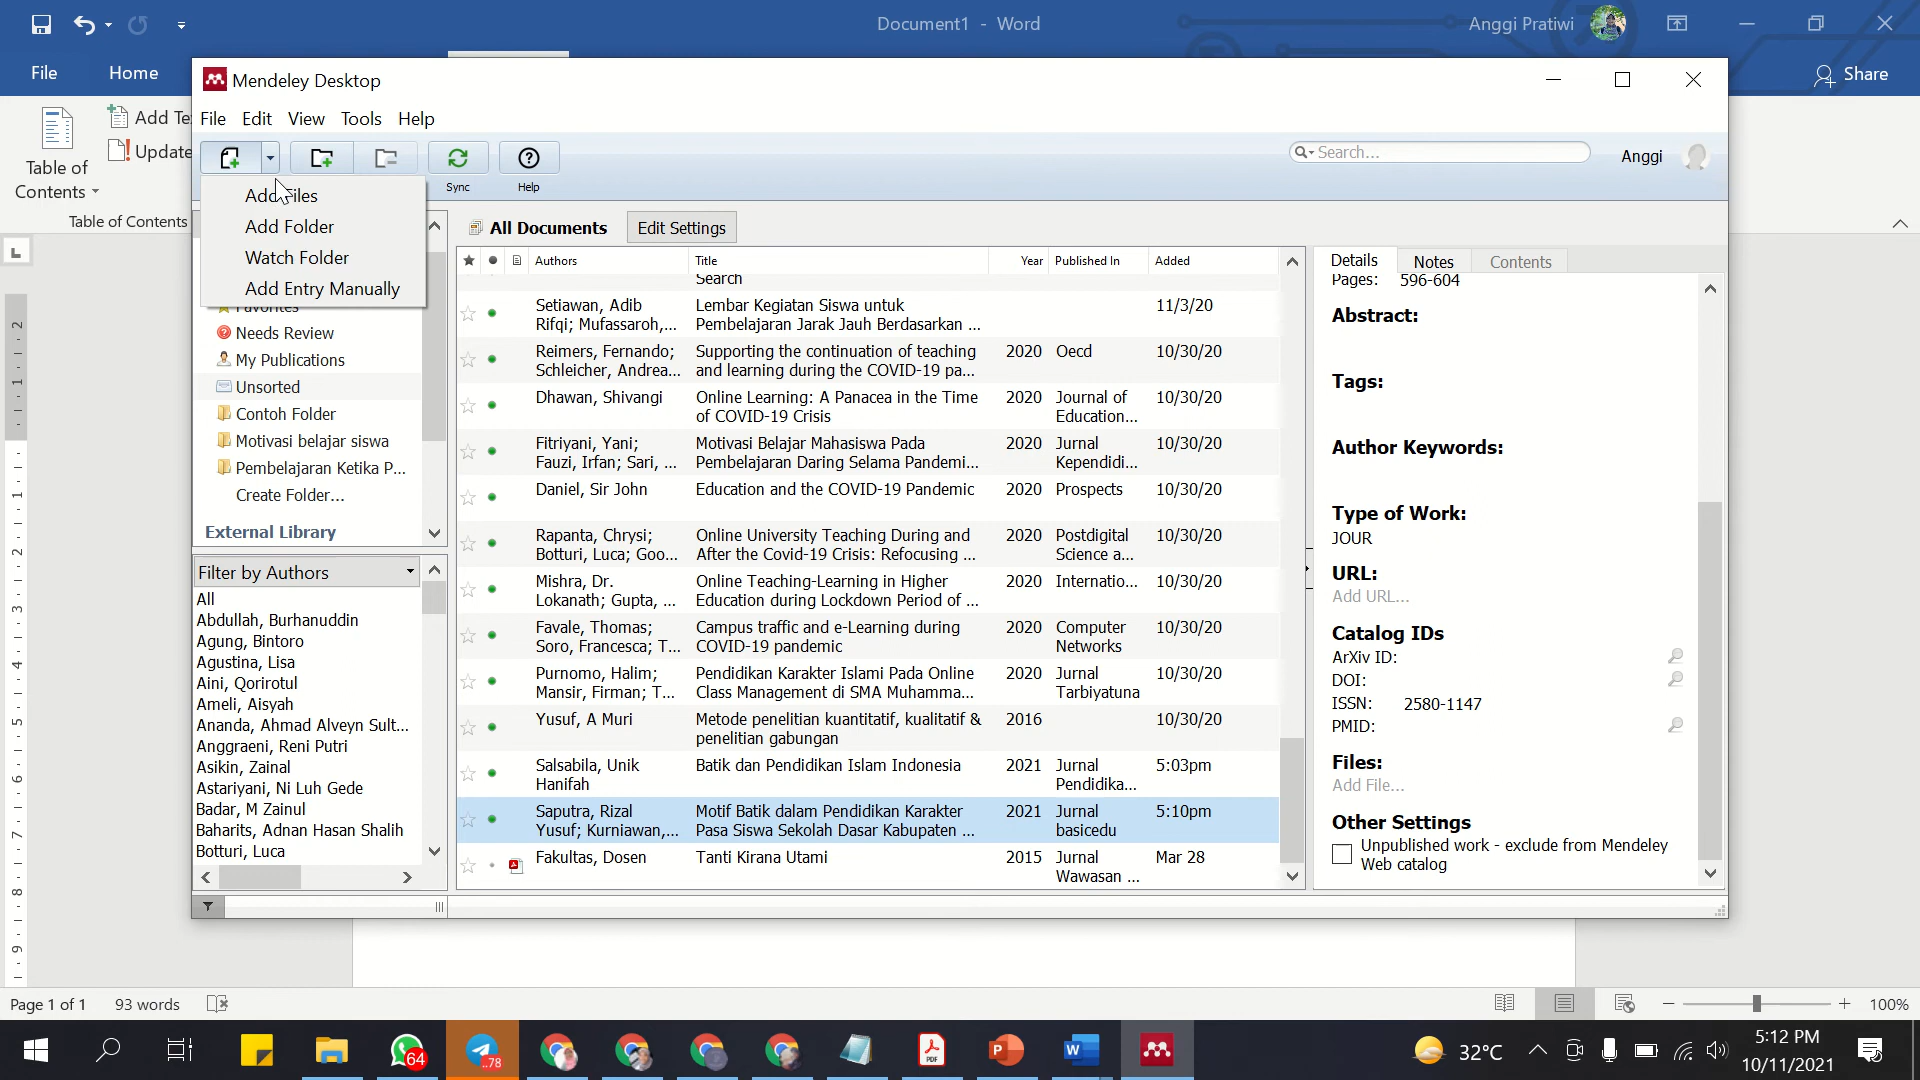 Document1 - Word
Anggi Pratiwi
File
Home
Share
Mendeley Desktop
File Edit View Tools Help
Add Te
Update
Table of
Contents
Table of Contents
Sync
Help
Search...
Anggi
Add Files
Add Folder
Watch Folder
Add Entry Manually
Favorites
Needs Review
My Publications
Unsorted
Contoh Folder
Motivasi belajar siswa
Pembelajaran Ketika P...
Create Folder...
External Library
Filter by Authors
All
Abdullah, Burhanuddin
Agung, Bintoro
Agustina, Lisa
Aini, Qorirotul
Ameli, Aisyah
Ananda, Ahmad Alveyn Sult...
Anggraeni, Reni Putri
Asikin, Zainal
Astariyani, Ni Luh Gede
Badar, M Zainul
Baharits, Adnan Hasan Shalih
Botturi, Luca
All Documents
Edit Settings
Authors Title Year Published In Added
Search
Setiawan, Adib Lembar Kegiatan Siswa untuk 11/3/20
Rifqi; Mufassaroh,... Pembelajaran Jarak Jauh Berdasarkan ...
Reimers, Fernando; Supporting the continuation of teaching 2020 Oecd 10/30/20
Schleicher, Andrea... and learning during the COVID-19 pa...
Dhawan, Shivangi Online Learning: A Panacea in the Time 2020 Journal of 10/30/20
of COVID-19 Crisis Education...
Fitriyani, Yani; Motivasi Belajar Mahasiswa Pada 2020 Jurnal 10/30/20
Fauzi, Irfan; Sari, ... Pembelajaran Daring Selama Pandemi... Kependidi...
Daniel, Sir John Education and the COVID-19 Pandemic 2020 Prospects 10/30/20
Rapanta, Chrysi; Online University Teaching During and 2020 Postdigital 10/30/20
Botturi, Luca; Goo... After the Covid-19 Crisis: Refocusing ... Science a...
Mishra, Dr. Online Teaching-Learning in Higher 2020 Internatio... 10/30/20
Lokanath; Gupta, ... Education during Lockdown Period of ...
Favale, Thomas; Campus traffic and e-Learning during 2020 Computer 10/30/20
Soro, Francesca; T... COVID-19 pandemic Networks
Purnomo, Halim; Pendidikan Karakter Islami Pada Online 2020 Jurnal 10/30/20
Mansir, Firman; T... Class Management di SMA Muhamma... Tarbiyatuna
Yusuf, A Muri Metode penelitian kuantitatif, kualitatif & 2016 10/30/20
penelitian gabungan
Salsabila, Unik Batik dan Pendidikan Islam Indonesia 2021 Jurnal 5:03pm
Hanifah Pendidika...
Saputra, Rizal Motif Batik dalam Pendidikan Karakter 2021 Jurnal 5:10pm
Yusuf; Kurniawan,... Pasa Siswa Sekolah Dasar Kabupaten ... basicedu
Fakultas, Dosen Tanti Kirana Utami 2015 Jurnal Mar 28
Wawasan ...
Details Notes Contents
Pages: 596-604
Abstract:
Tags:
Author Keywords:
Type of Work:
JOUR
URL:
Add URL...
Catalog IDs
ArXiv ID:
DOI:
ISSN: 2580-1147
PMID:
Files:
Add File...
Other Settings
Unpublished work - exclude from Mendeley
Web catalog
Page 1 of 1 93 words
100%
64
78
PDF
32°C
5:12 PM
10/11/2021